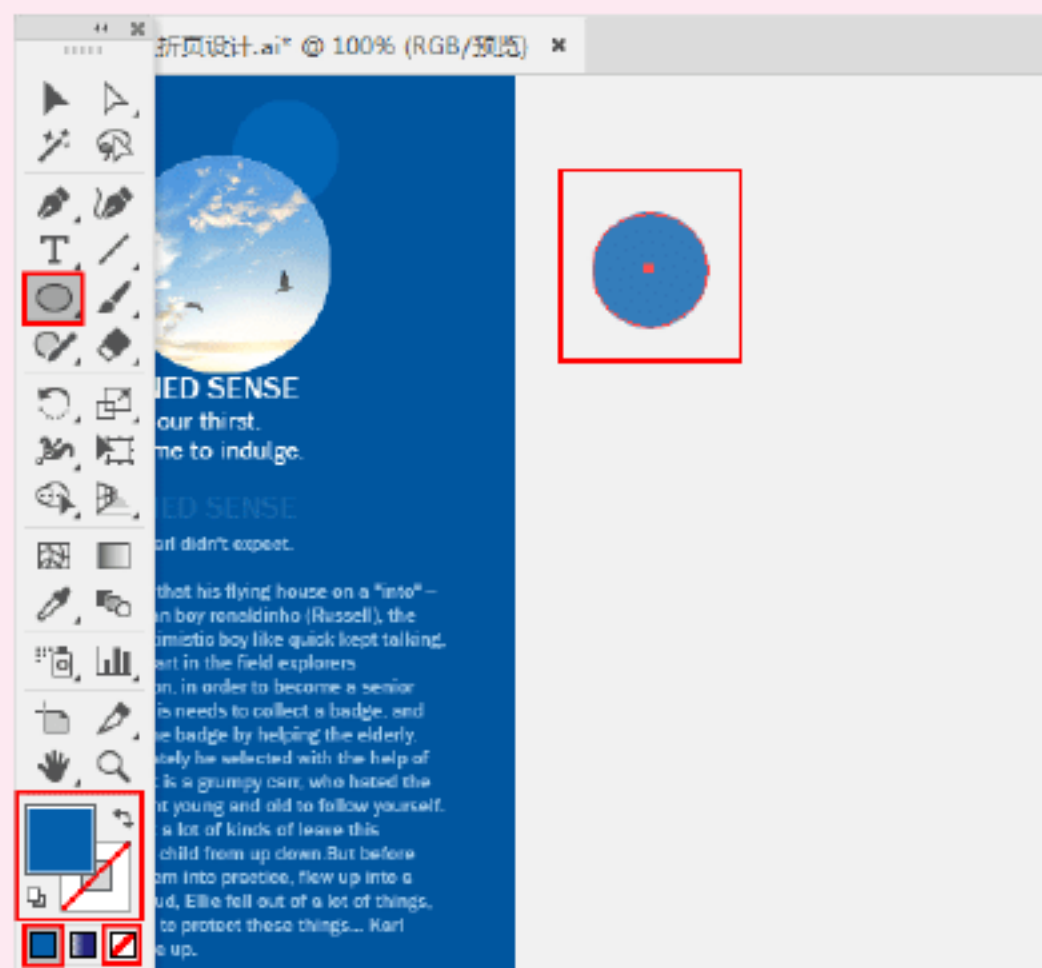 折页设计.ai* @ 100% (RGB/预览)
NED SENSE
our thirst.
me to indulge.
NED SENSE
arl didn't expect.
that his flying house on a "into" –
an boy ronaldinho (Russell), the
timistic boy like quick kept talking,
art in the field explorers
on, in order to become a senior
is needs to collect a badge, and
he badge by helping the elderly.
ately he selected with the help of
t is a grumpy carr, who hated the
nt young and old to follow yourself.
a lot of kinds of leave this
child from up down.But before
em into practice, flew up into a
ud, Ellie fell out of a lot of things,
to protect these things... Karl
e up.